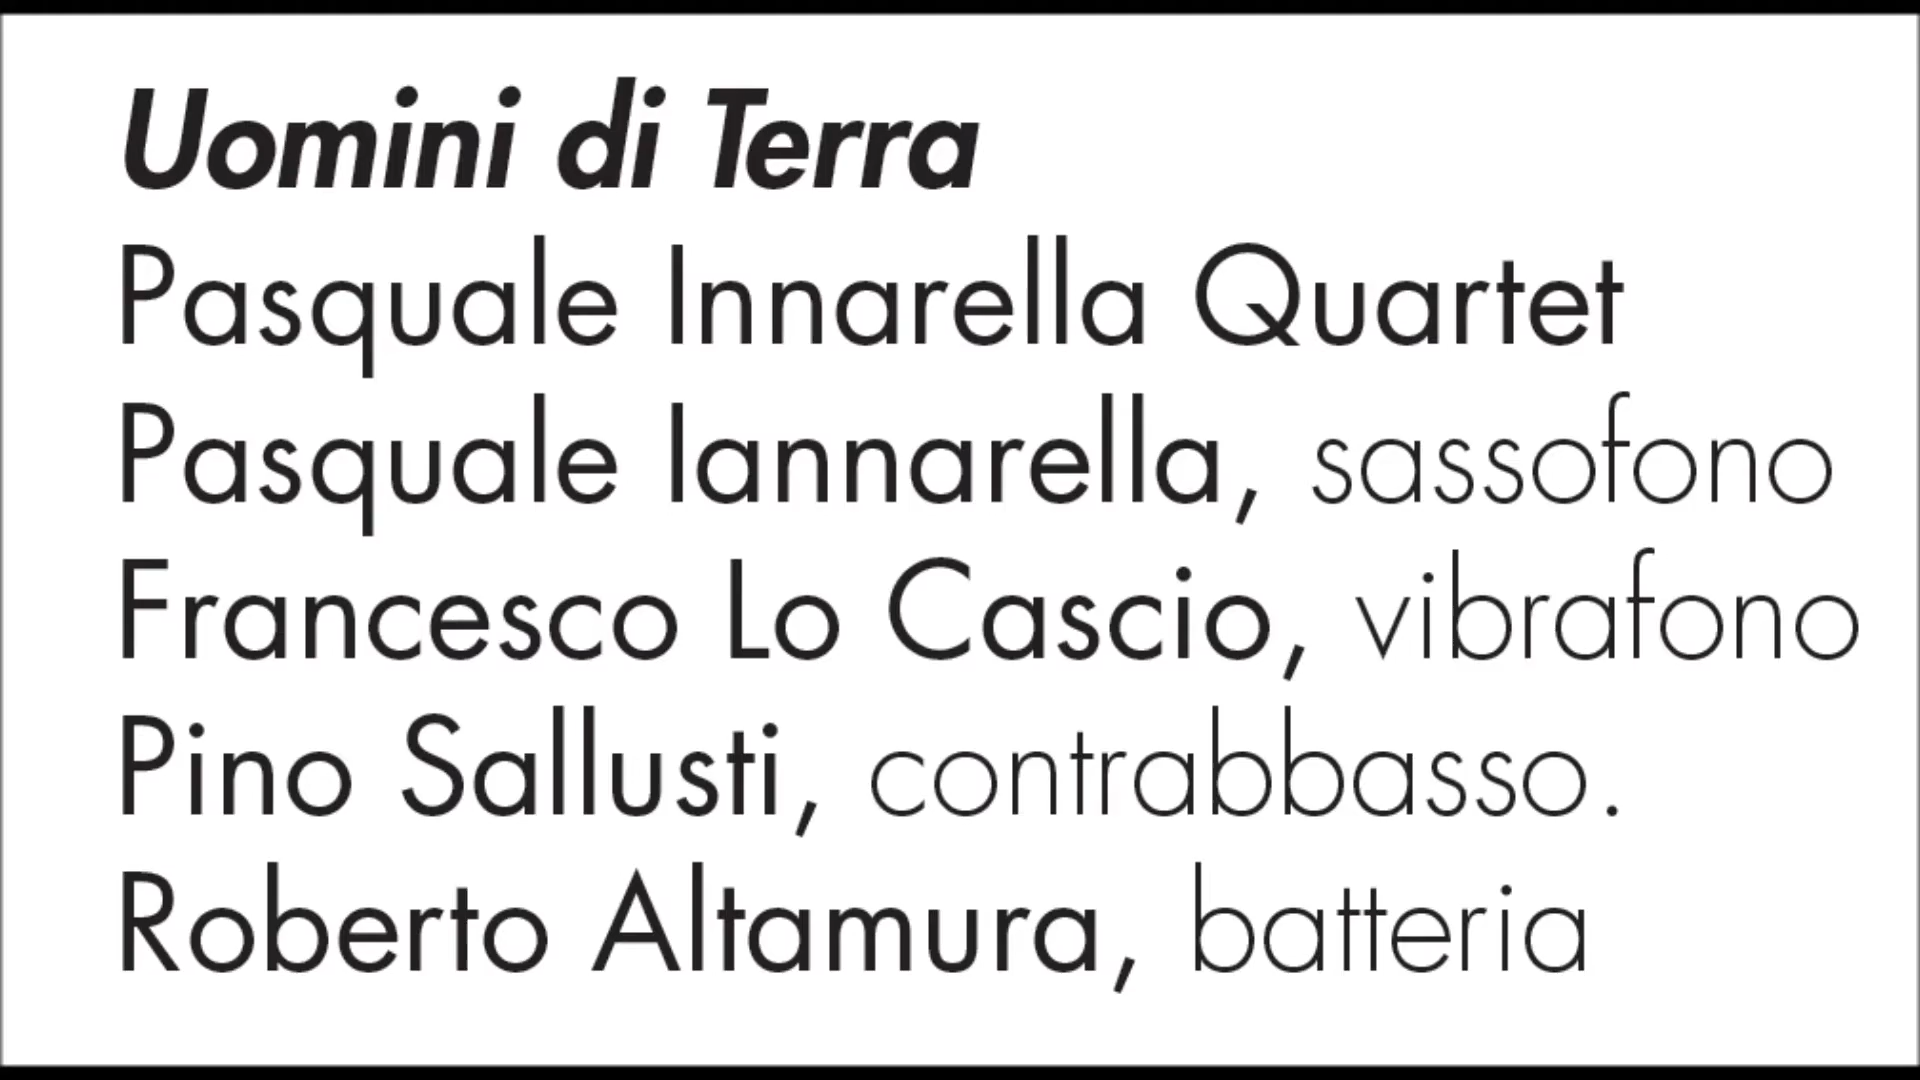 Uomini di Terra
Pasquale Innarella Quartet
Pasquale Iannarella, sassofono
Francesco Lo Cascio, vibrafono
Pino Sallusti, contrabbasso.
Roberto Altamura, batteria